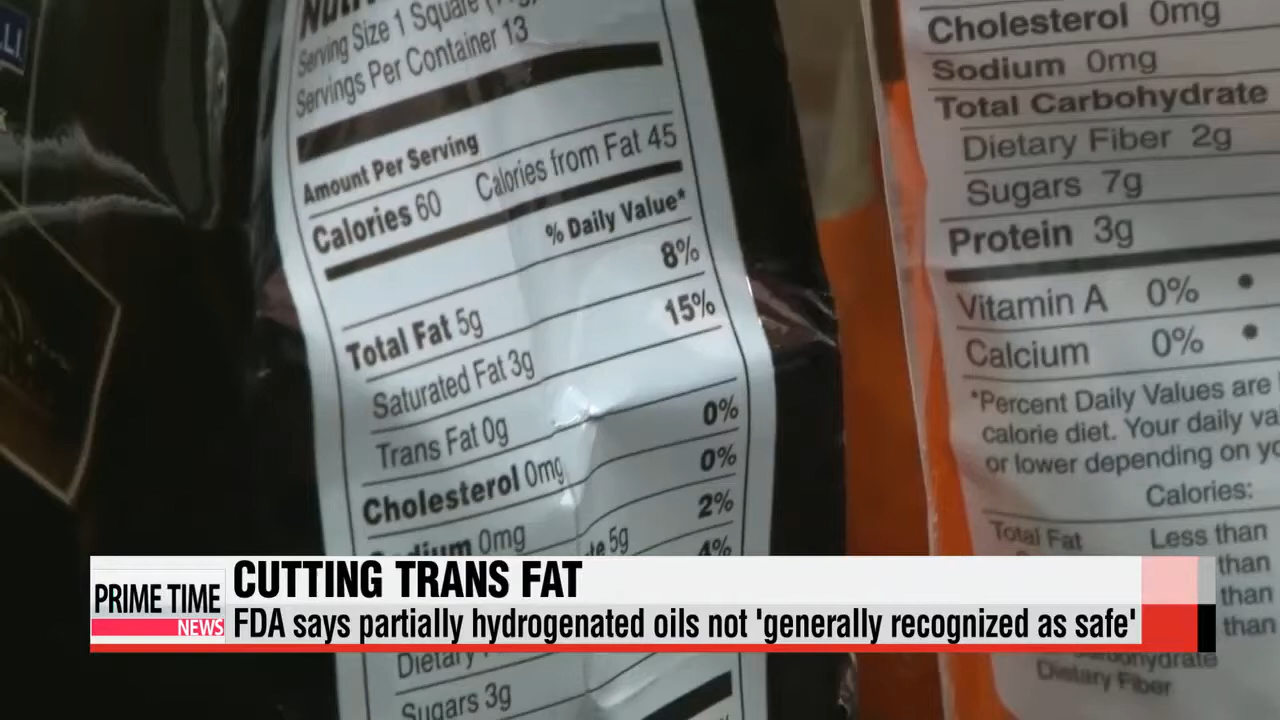 LI
Serving Size 1 Square
Servings Per Container 13
Amount Per Serving
Calories 60 Calories from Fat 45
% Daily Value*
Total Fat 5g 8%
Saturated Fat 3g 15%
Trans Fat 0g
Cholesterol 0mg 0%
Sodium 0mg 0%
5g 2%
4%
Sugars 3g
Cholesterol 0mg
Sodium 0mg
Total Carbohydrate
Dietary Fiber 2g
Sugars 7g
Protein 3g
Vitamin A 0% •
Calcium 0% •
*Percent Daily Values are
calorie diet. Your daily
or lower depending on
Calories:
Total Fat Less than
than
than
than
Dietary Fiber
PRIME TIME
NEWS
CUTTING TRANS FAT
FDA says partially hydrogenated oils not 'generally recognized as safe'